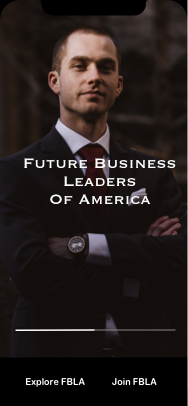 Future Business
Leaders
Of America
Explore FBLA
Join FBLA